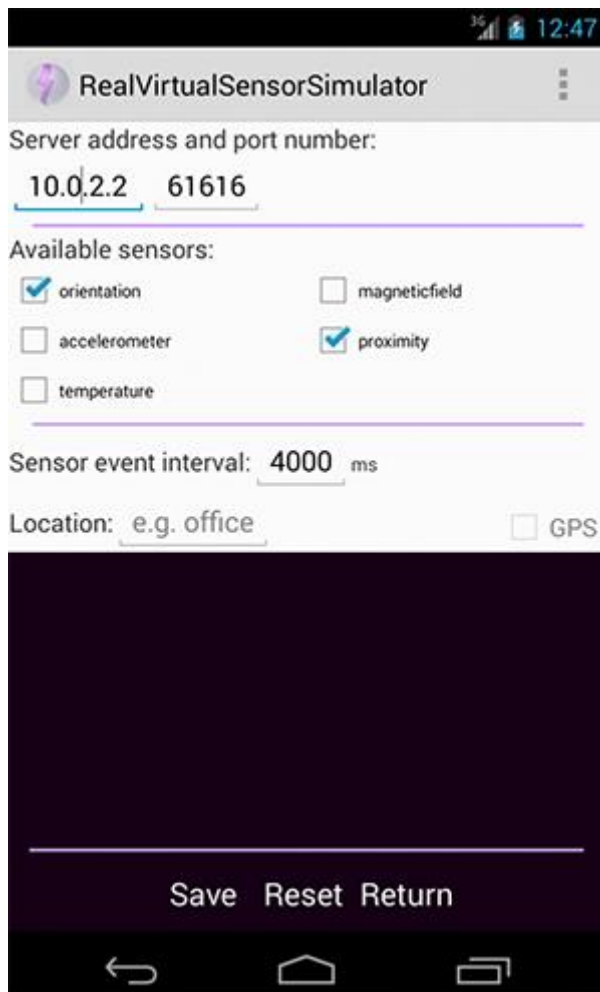 3G 12:47
RealVirtualSensorSimulator
Server address and port number:
10.0.2.2 61616
Available sensors:
orientation magneticfield
accelerometer proximity
temperature
Sensor event interval: 4000 ms
Location: e.g. office GPS
Save Reset Return